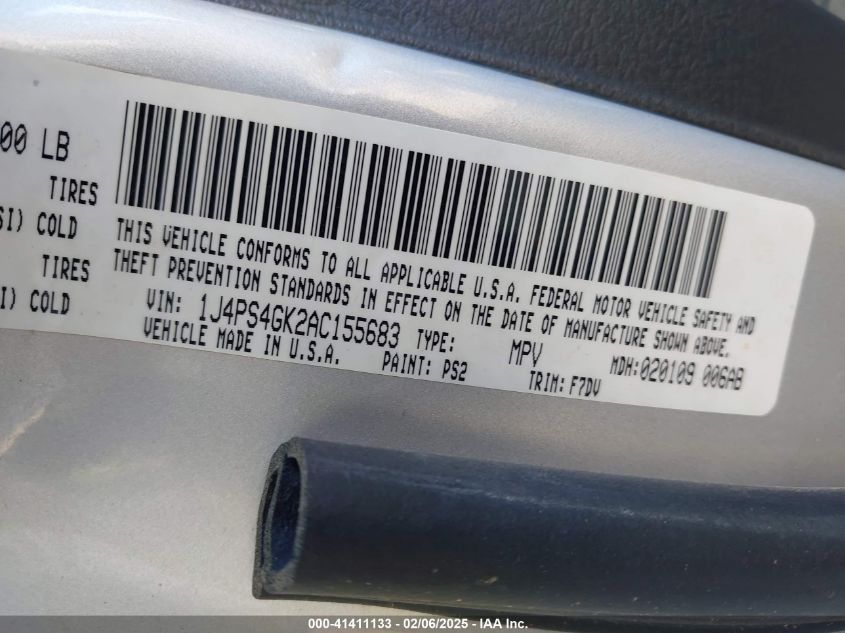 00 LB
TIRES
SI) COLD
TIRES
I) COLD
THIS VEHICLE CONFORMS TO ALL APPLICABLE U.S.A. FEDERAL MOTOR VEHICLE SAFETY AND
THEFT PREVENTION STANDARDS IN EFFECT ON THE DATE OF MANUFACTURE SHOWN ABOVE.
VIN: 1J4PS4GK2AC155683 TYPE: MPV MDH:020109 006AB
VEHICLE MADE IN U.S.A. PAINT: PS2 TRIM: F7DV
000-41411133 - 02/06/2025 - IAA Inc.